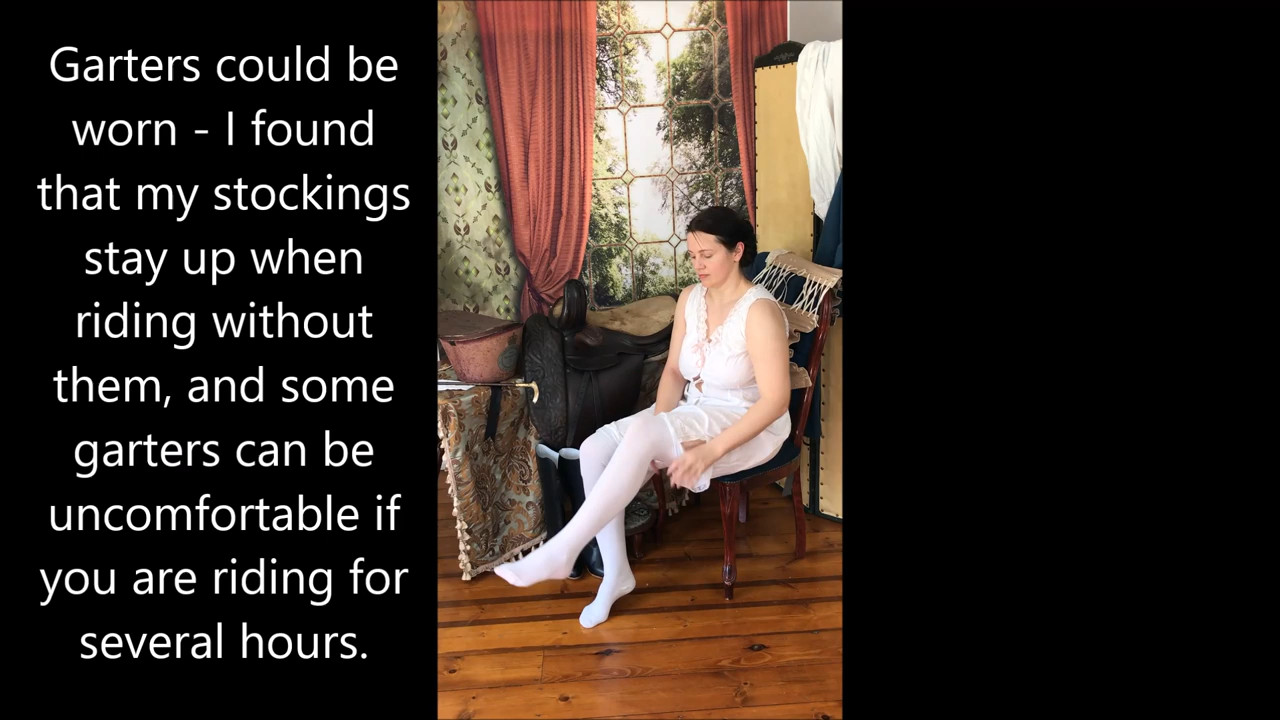 Garters could be
worn - I found
that my stockings
stay up when
riding without
them, and some
garters can be
uncomfortable if
you are riding for
several hours.